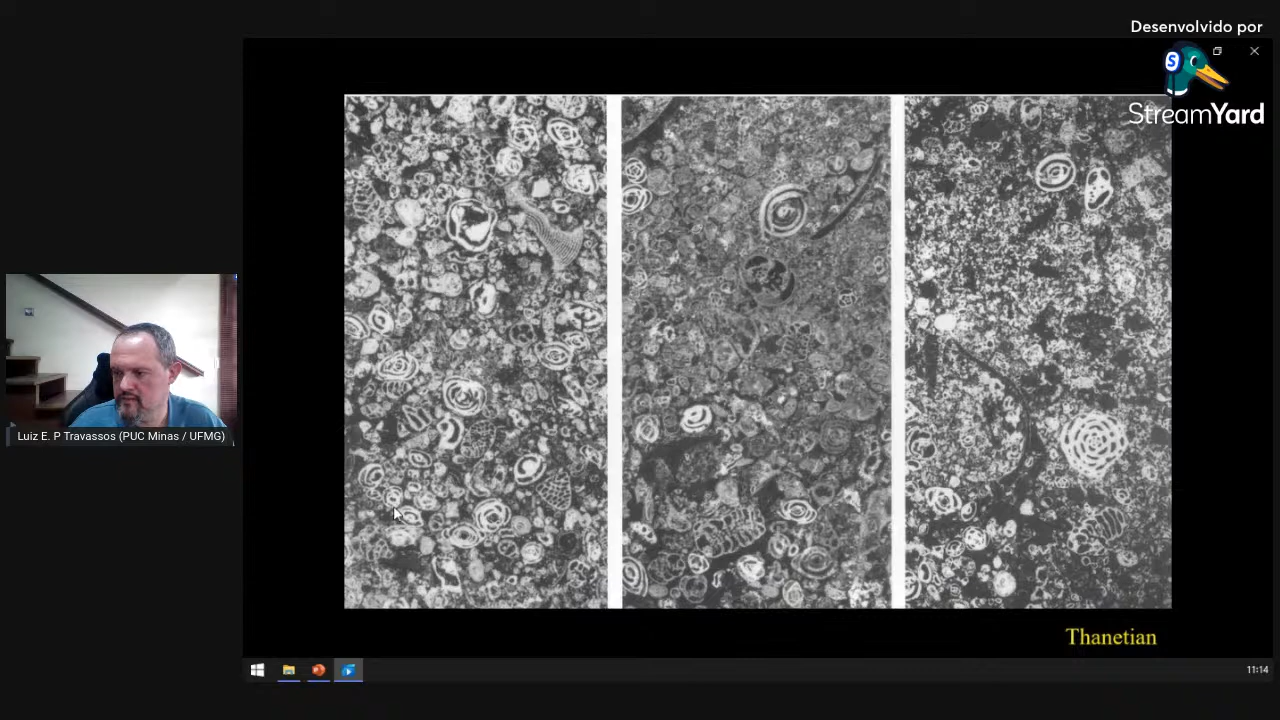 Desenvolvido por
StreamYard
Luiz E. P Travassos (PUC Minas / UFMG)
Thanetian
11:14